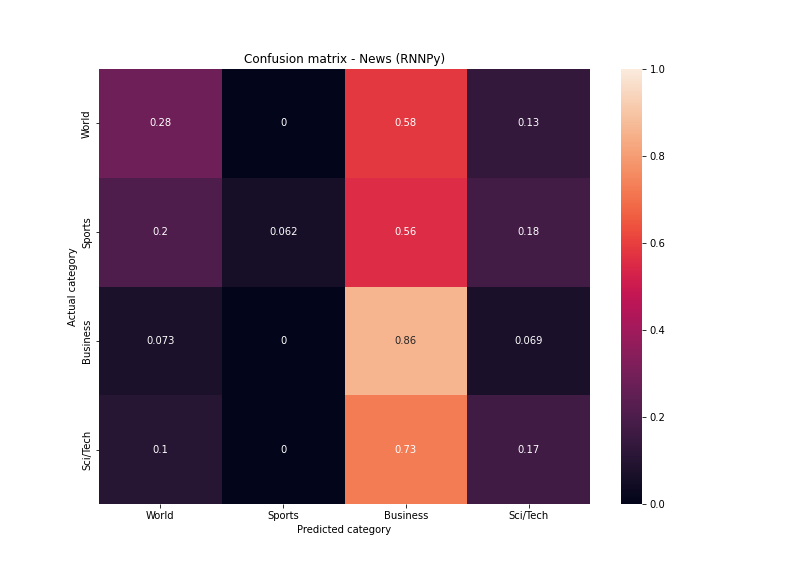 Confusion matrix - News (RNNPy)
Actual category
World
0.28 0 0.58 0.13
Sports
0.2 0.062 0.56 0.18
Business
0.073 0 0.86 0.069
Sci/Tech
0.1 0 0.73 0.17
World Sports Business Sci/Tech
Predicted category
1.0
0.8
0.6
0.4
0.2
0.0